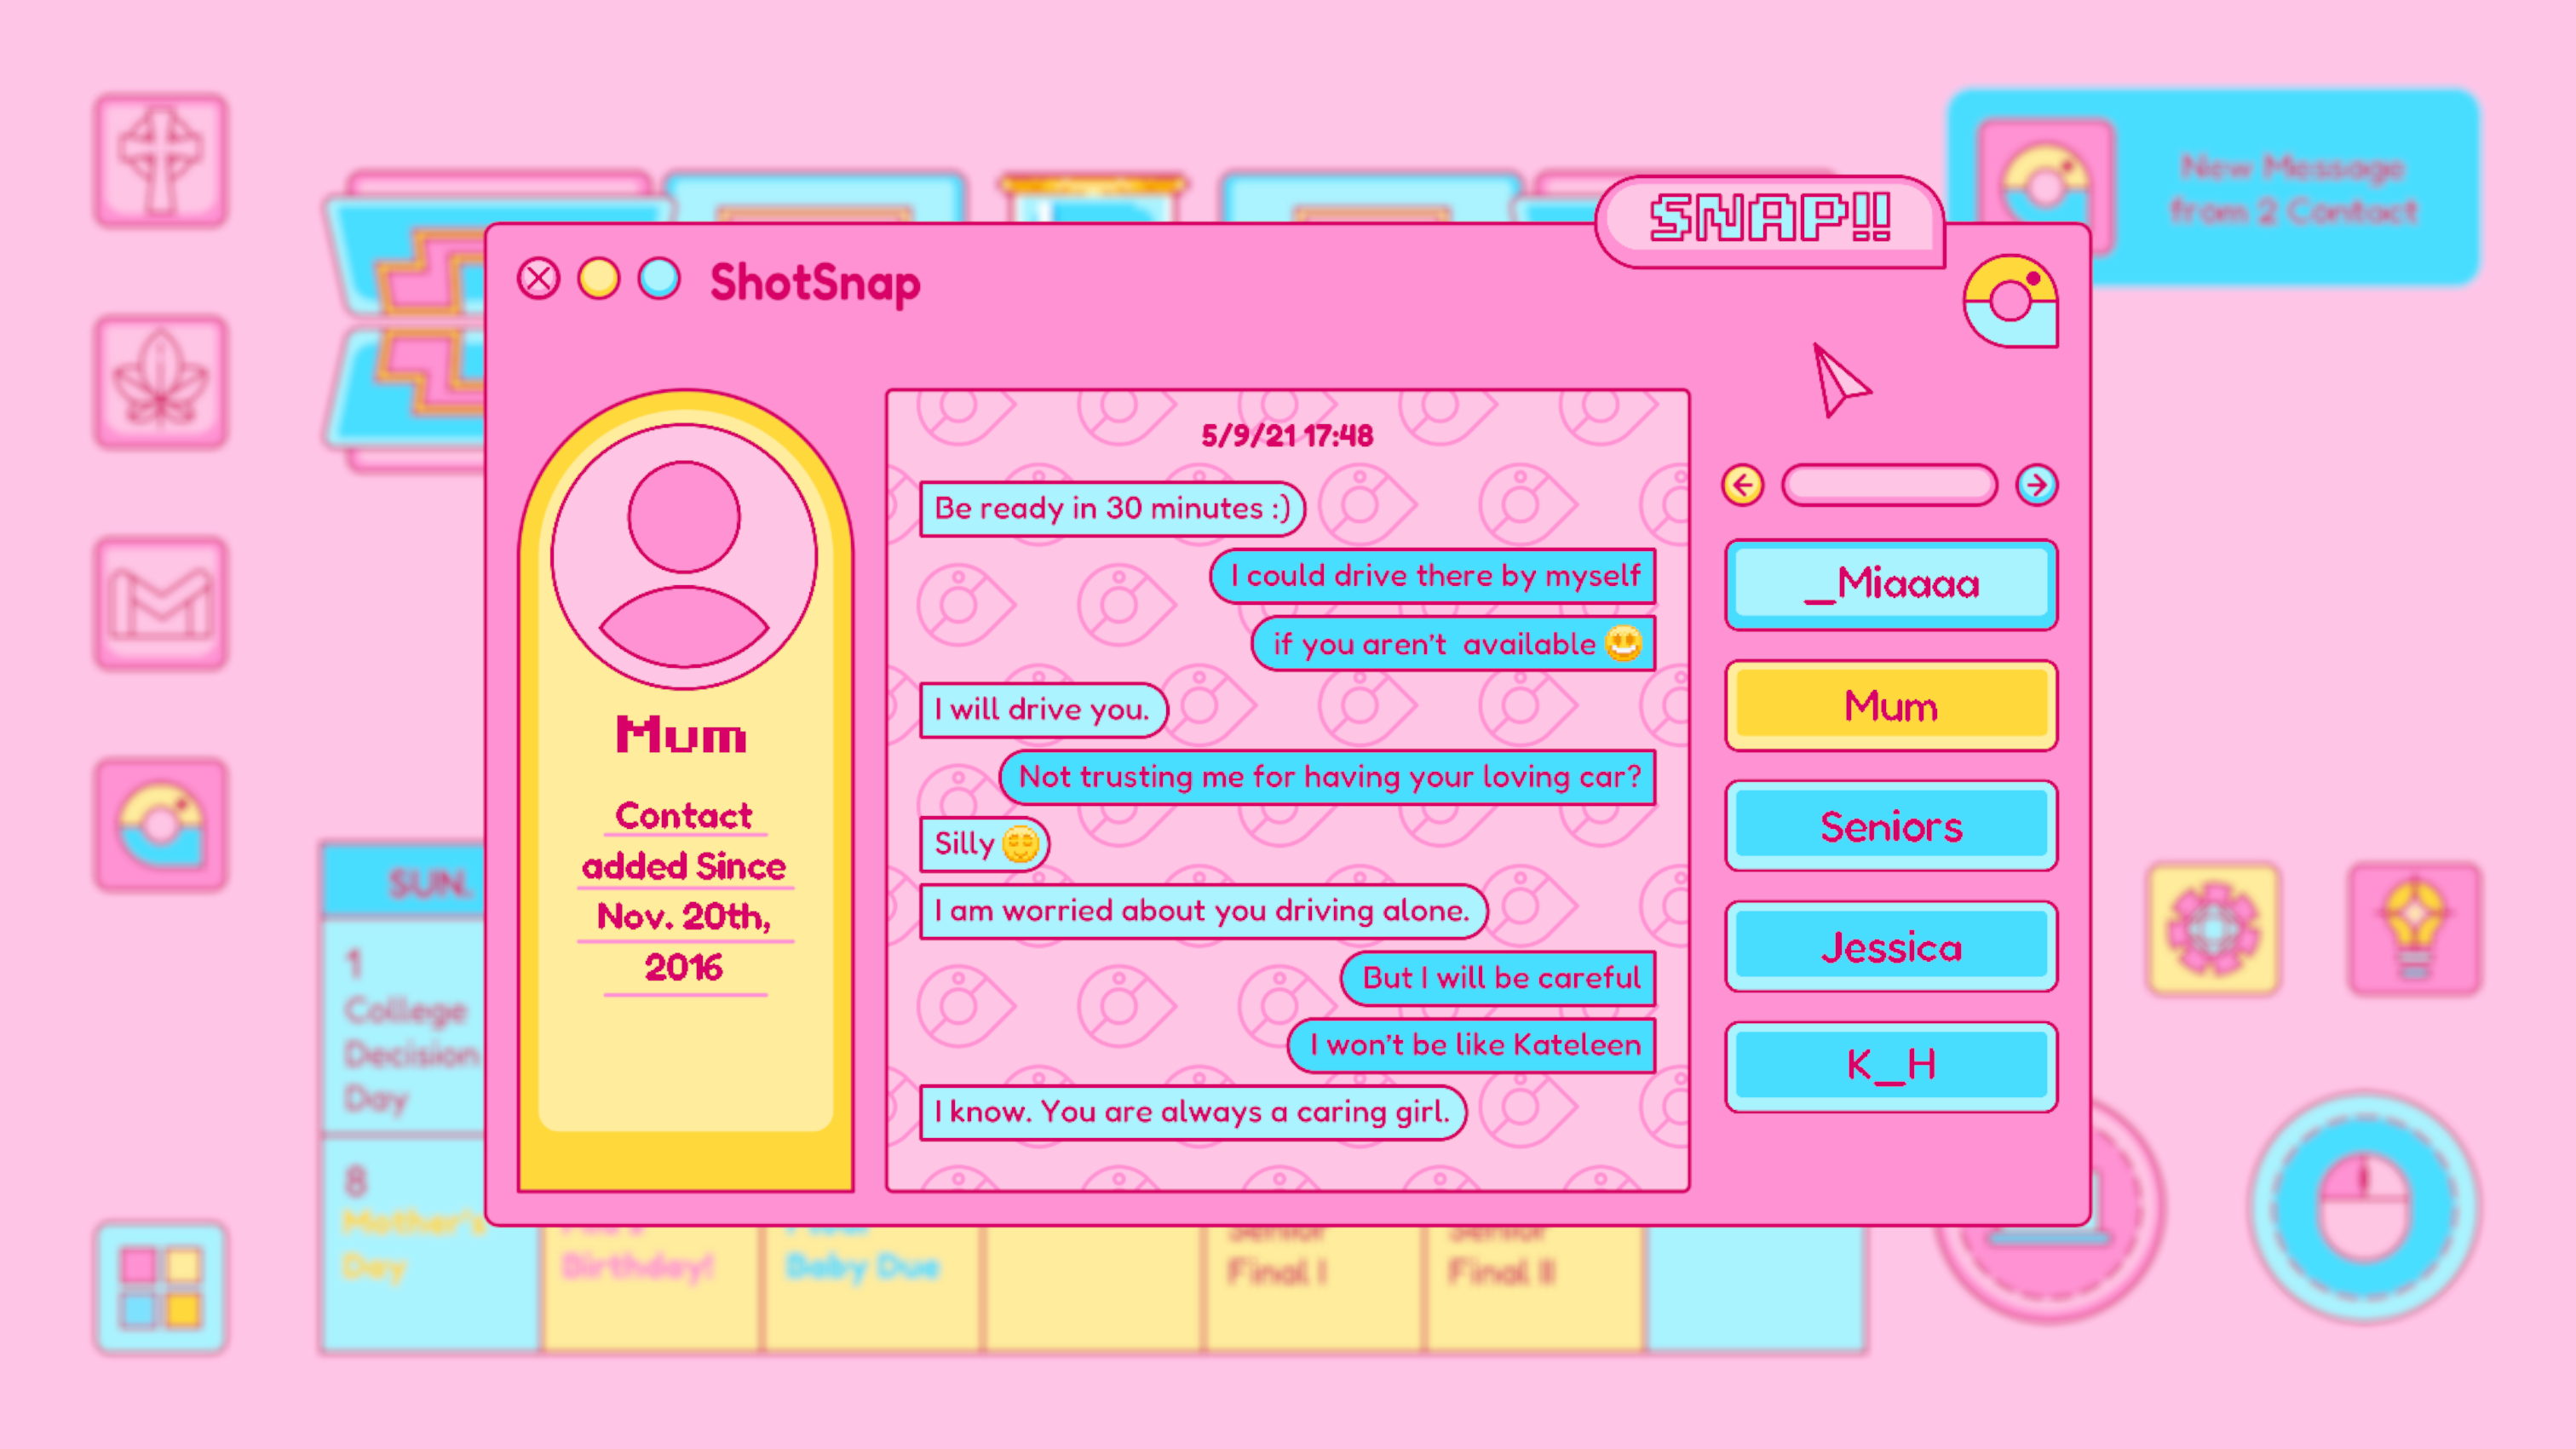 New Message
from 2 Contact
SNAP!!
ShotSnap
Mum
Contact
added Since
Nov. 20th,
2016
5/9/21 17:48
Be ready in 30 minutes :)
I could drive there by myself
if you aren't  available 😀
I will drive you.
Not trusting me for having your loving car?
Silly 😌
I am worried about you driving alone.
But I will be careful
I won't be like Kateleen
I know. You are always a caring girl.
_Miaaaa
Mum
Seniors
Jessica
K_H
SUN.
1
College
Decision
Day
8
Mother's
Day
Birthday!
Baby Due
Senior
Final I
Senior
Final II